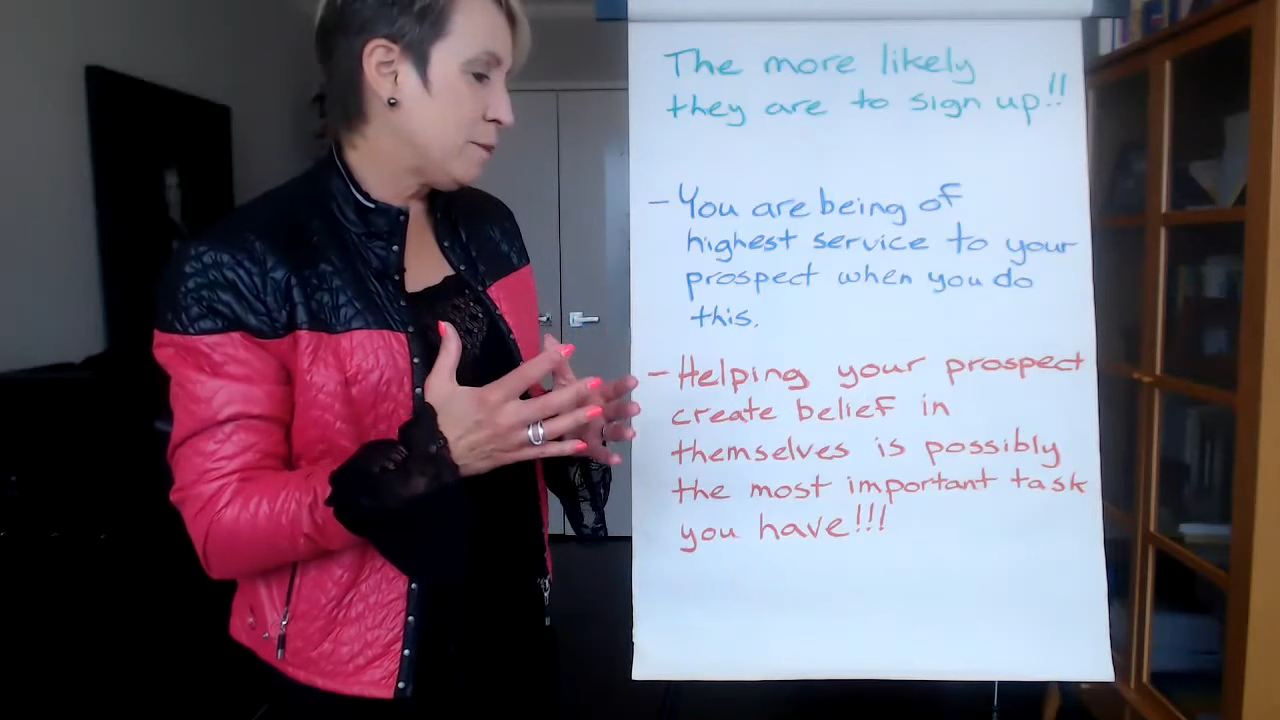 The more likely
they are to sign up!!
- You are being of
highest service to your
prospect when you do
this.
- Helping your prospect
create belief in
themselves is possibly
the most important task
you have!!!